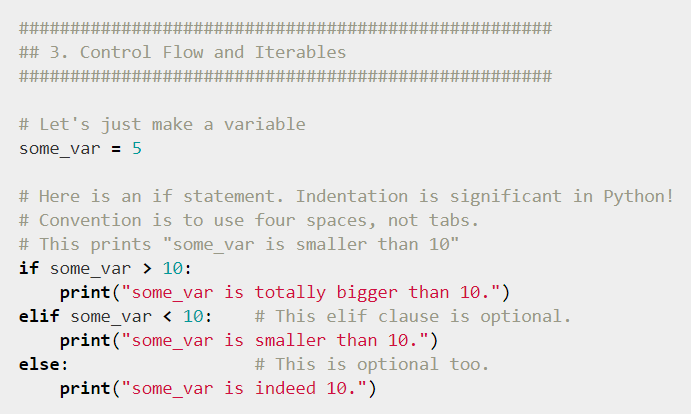 ####################################################
## 3. Control Flow and Iterables
####################################################
# Let's just make a variable
some_var = 5
# Here is an if statement. Indentation is significant in Python!
# Convention is to use four spaces, not tabs.
# This prints "some_var is smaller than 10"
if some_var > 10:
    print("some_var is totally bigger than 10.")
elif some_var < 10:    # This elif clause is optional.
    print("some_var is smaller than 10.")
else:                  # This is optional too.
    print("some_var is indeed 10.")